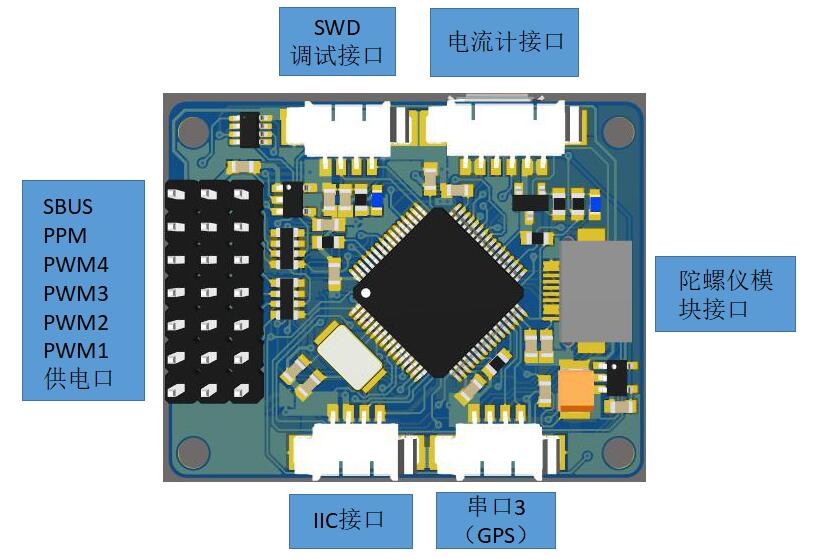 SWD
调试接口
电流计接口
SBUS
PPM
PWM4
PWM3
PWM2
PWM1
供电口
陀螺仪模
块接口
IIC接口
串口3
（GPS）